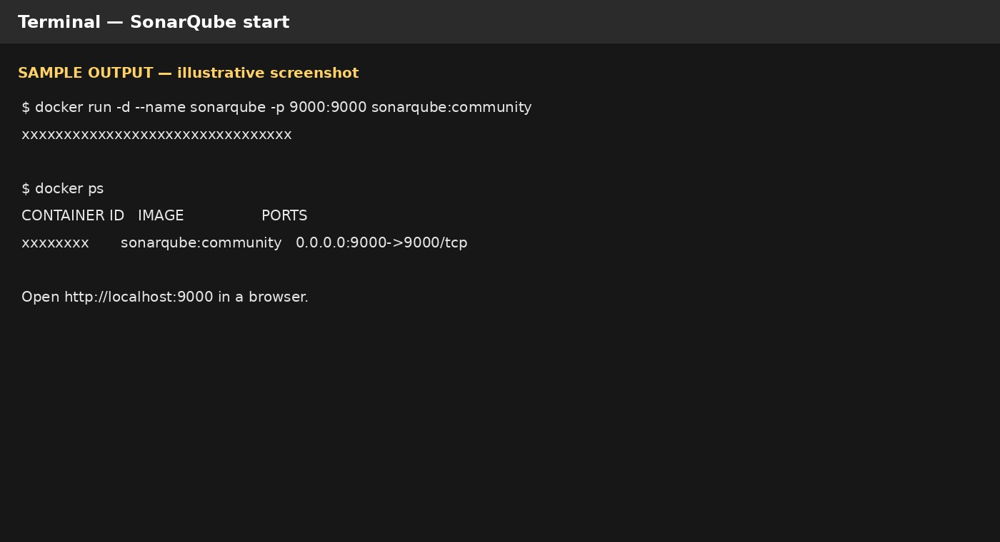 Terminal — SonarQube start
SAMPLE OUTPUT — illustrative screenshot
$ docker run -d --name sonarqube -p 9000:9000 sonarqube:community
xxxxxxxxxxxxxxxxxxxxxxxxxxxxxxxx
$ docker ps
CONTAINER ID   IMAGE                 PORTS
xxxxxxxx       sonarqube:community   0.0.0.0:9000->9000/tcp
Open http://localhost:9000 in a browser.